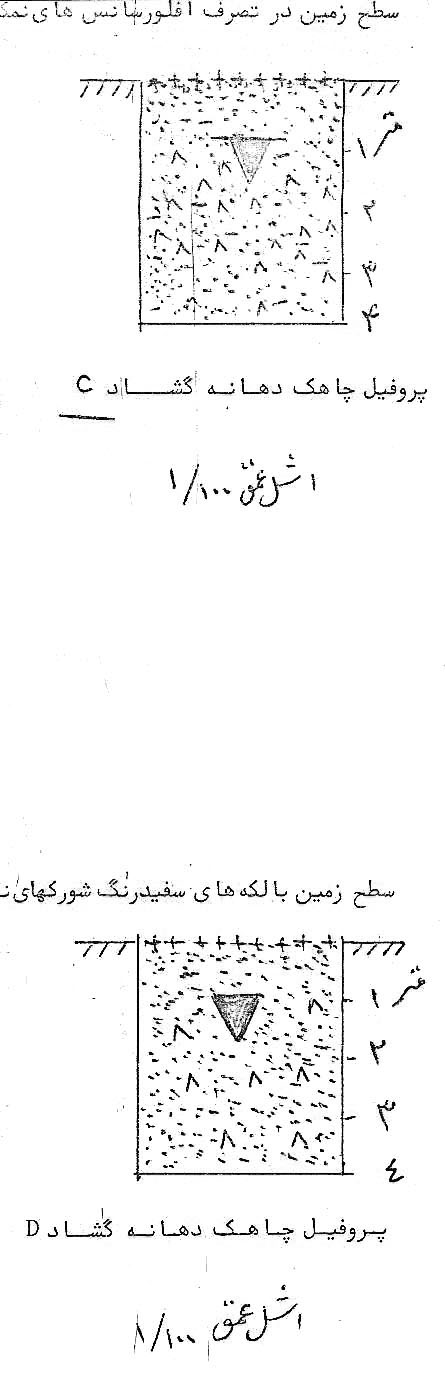 سطح زمین در تصرف افلورسانس های نمک
متر
۱
۲
۳
۴
پروفیل چاهک دهانه گشاد C
اشل عمق ۱/۱۰۰
سطح زمین با لکه های سفیدرنگ شورکهای
متر
۱
۲
۳
٤
پروفیل چاهک دهانه گشاد D
اشل عمق ۱/۱۰۰